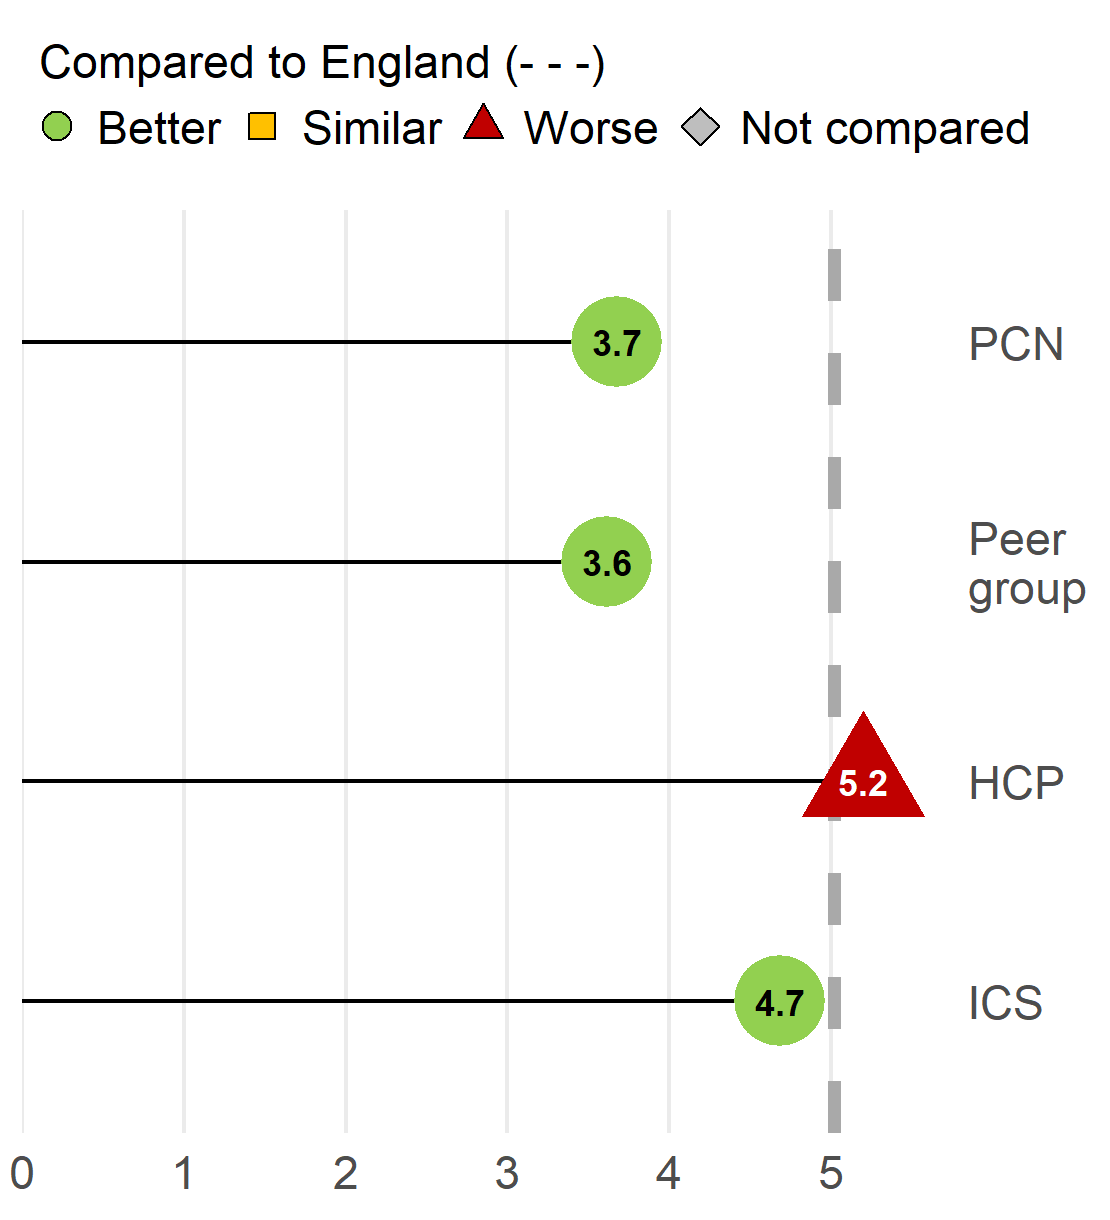 Compared to England (- - -)
Better Similar Worse Not compared
3.7 PCN
3.6 Peer
group
5.2 HCP
4.7 ICS
0 1 2 3 4 5